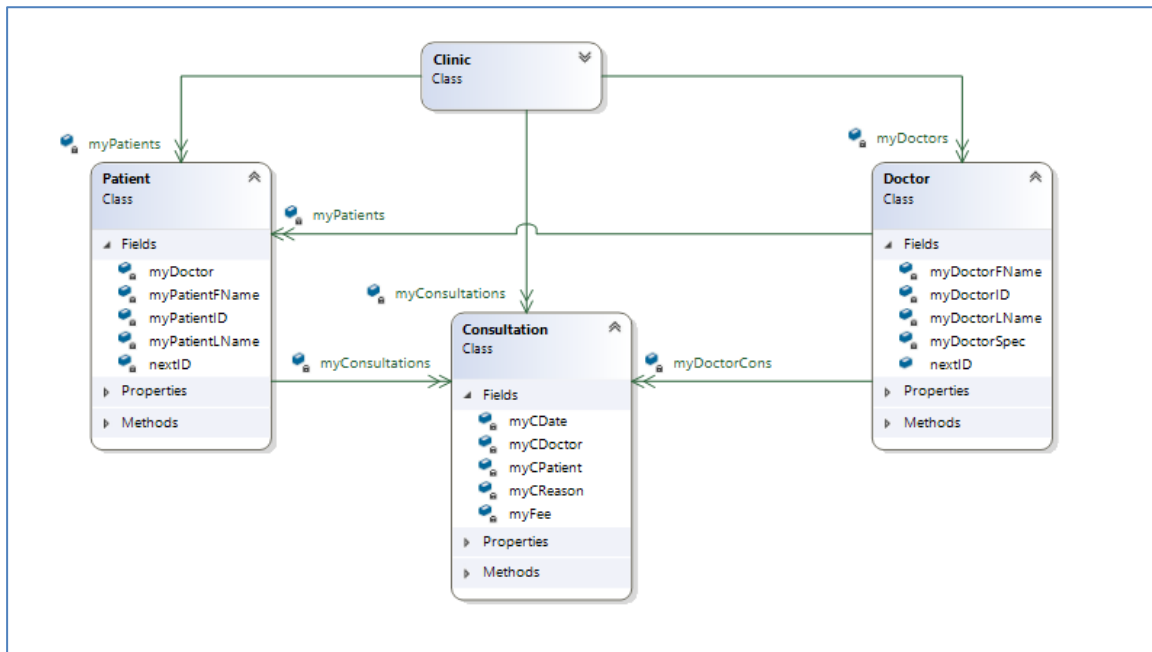 Clinic
Class
myPatients
myDoctors
Patient
Class
Fields
myDoctor
myPatientFName
myPatientID
myPatientLName
nextID
Properties
Methods
myPatients
myConsultations
myConsultations
Consultation
Class
Fields
myCDate
myCDoctor
myCPatient
myCReason
myFee
Properties
Methods
myDoctorCons
Doctor
Class
Fields
myDoctorFName
myDoctorID
myDoctorLName
myDoctorSpec
nextID
Properties
Methods